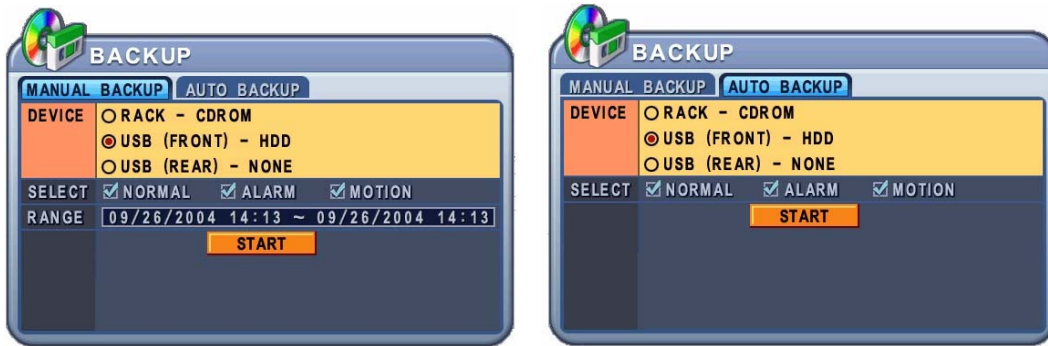 BACKUP
MANUAL BACKUP AUTO BACKUP
DEVICE RACK - CDROM
USB (FRONT) - HDD
USB (REAR) - NONE
SELECT NORMAL ALARM MOTION
RANGE 09/26/2004 14:13 ~ 09/26/2004 14:13
START
BACKUP
MANUAL BACKUP AUTO BACKUP
DEVICE RACK - CDROM
USB (FRONT) - HDD
USB (REAR) - NONE
SELECT NORMAL ALARM MOTION
START